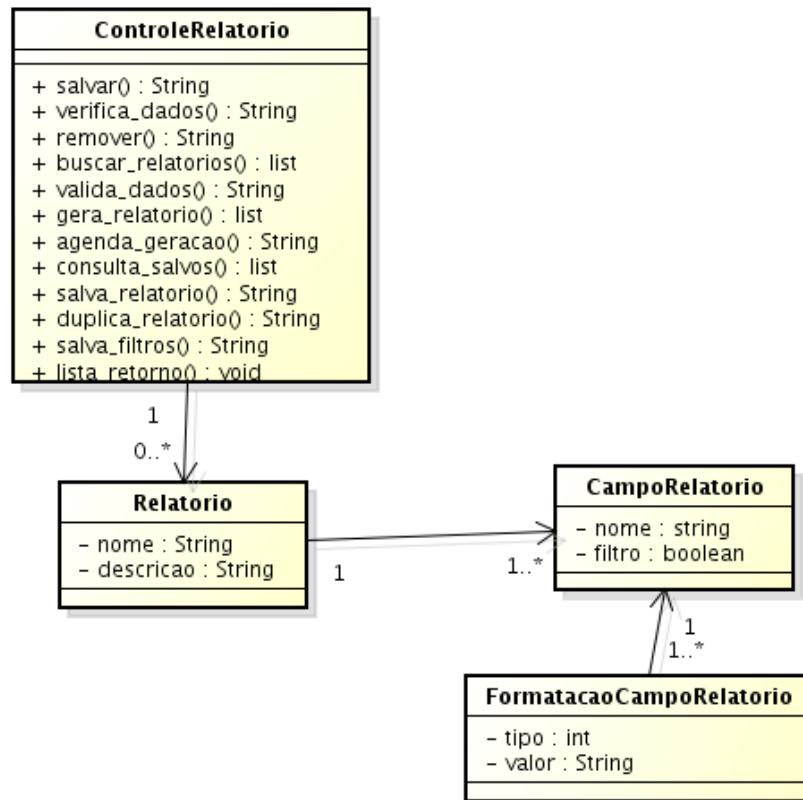 ControleRelatorio
+ salvar() : String
+ verifica_dados() : String
+ remover() : String
+ buscar_relatorios() : list
+ valida_dados() : String
+ gera_relatorio() : list
+ agenda_geracao() : String
+ consulta_salvos() : list
+ salva_relatorio() : String
+ duplica_relatorio() : String
+ salva_filtros() : String
+ lista_retorno() : void
1
0..*
Relatorio
- nome : String
- descricao : String
1
1..*
CampoRelatorio
- nome : string
- filtro : boolean
1
1..*
FormatacaoCampoRelatorio
- tipo : int
- valor : String